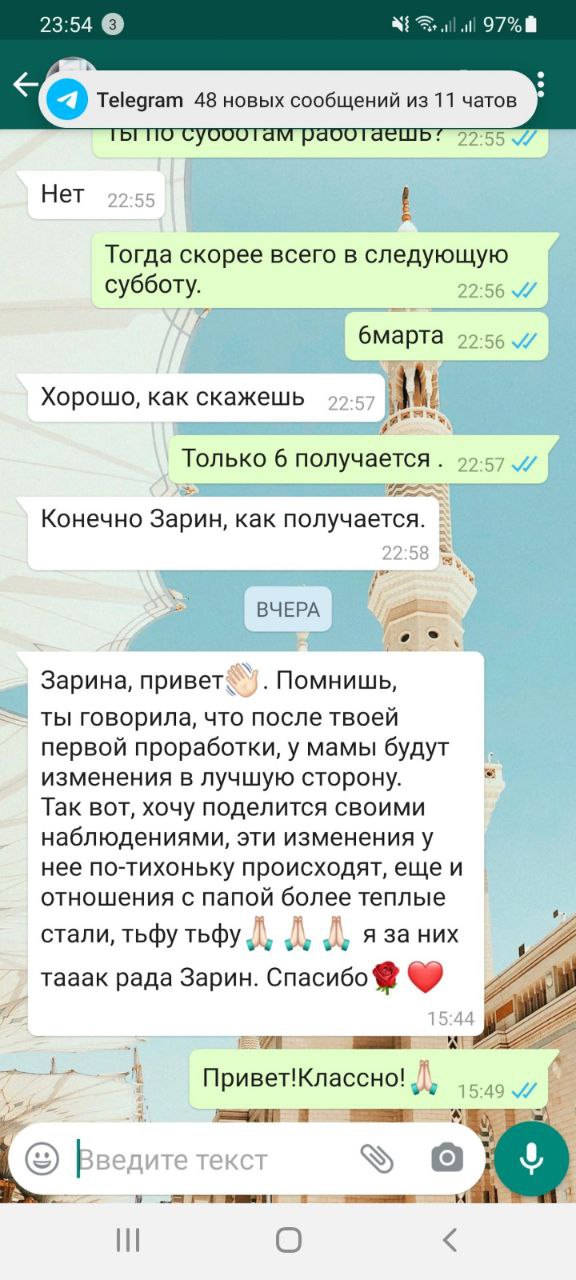 23:54 3 97%
Telegram 48 новых сообщений из 11 чатов
ты по субботам работаешь? 22:55
Нет 22:55
Тогда скорее всего в следующую
субботу. 22:56
6марта 22:56
Хорошо, как скажешь 22:57
Только 6 получается . 22:57
Конечно Зарин, как получается.
22:58
ВЧЕРА
Зарина, привет👋🏻. Помнишь,
ты говорила, что после твоей
первой проработки, у мамы будут
изменения в лучшую сторону.
Так вот, хочу поделится своими
наблюдениями, эти изменения у
нее по-тихоньку происходят, еще и
отношения с папой более теплые
стали, тьфу тьфу🙏🏻🙏🏻🙏🏻 я за них
тааак рада Зарин. Спасибо🌹❤️
15:44
Привет!Классно!🙏🏻 15:49
Введите текст